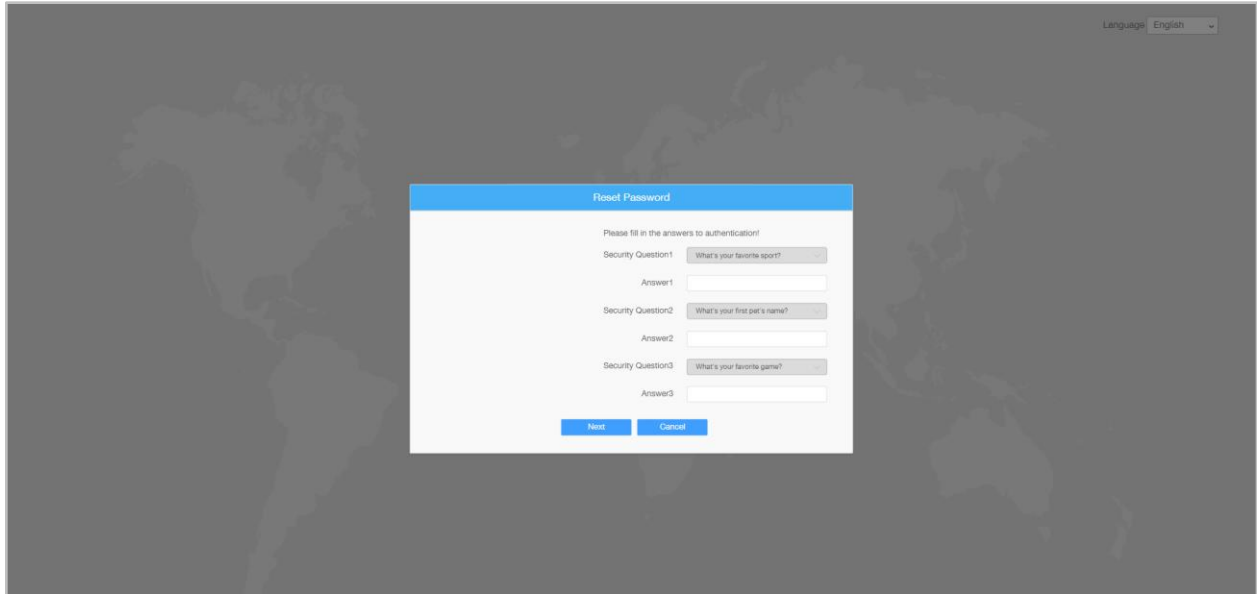 Language English
Reset Password
Please fill in the answers to authentication!
Security Question1 What's your favorite sport?
Answer1
Security Question2 What's your first pet's name?
Answer2
Security Question3 What's your favorite game?
Answer3
Next Cancel